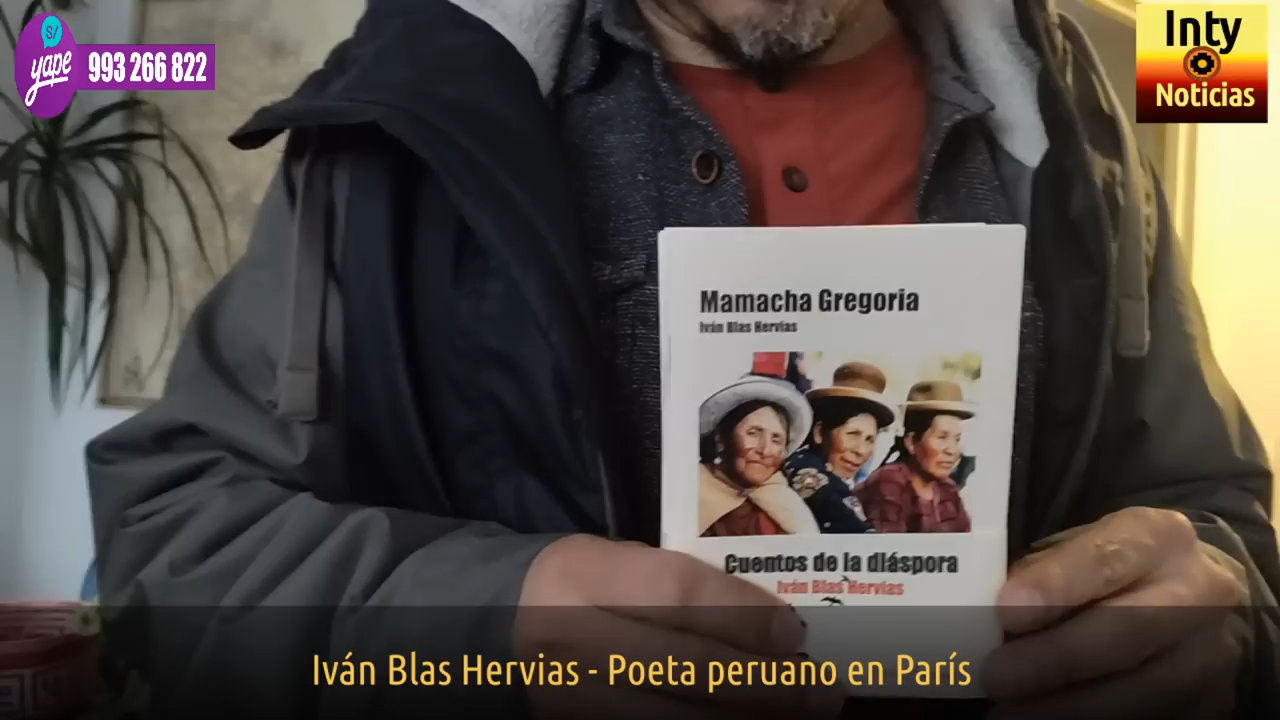 S/
yape
993 266 822
Inty
Noticias
Mamacha Gregoria
Iván Blas Hervias
Cuentos de la diáspora
Iván Blas Hervias
Iván Blas Hervias - Poeta peruano en París